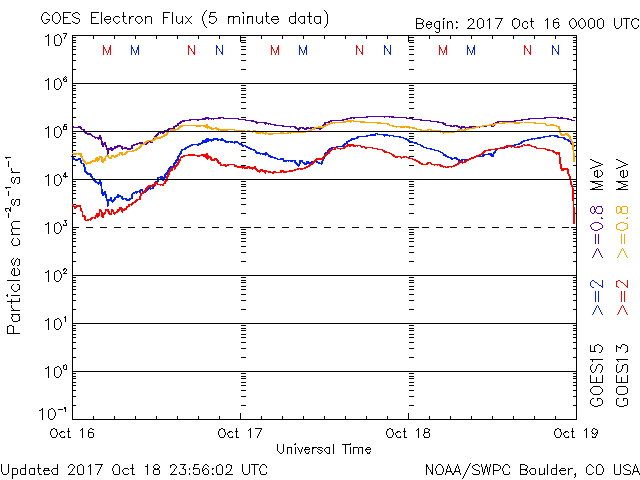 GOES Electron Flux (5 minute data)
Begin: 2017 Oct 16 0000 UTC
M M N N M M N N M M N N
10⁷
10⁶
10⁵
10⁴
10³
10²
10¹
10⁰
10⁻¹
Particles cm⁻²s⁻¹sr⁻¹
Oct 16 Oct 17 Oct 18 Oct 19
Universal Time
GOES15 >=2 >=0.8 MeV
GOES13 >=2 >=0.8 MeV
Updated 2017 Oct 18 23:56:02 UTC
NOAA/SWPC Boulder, CO USA